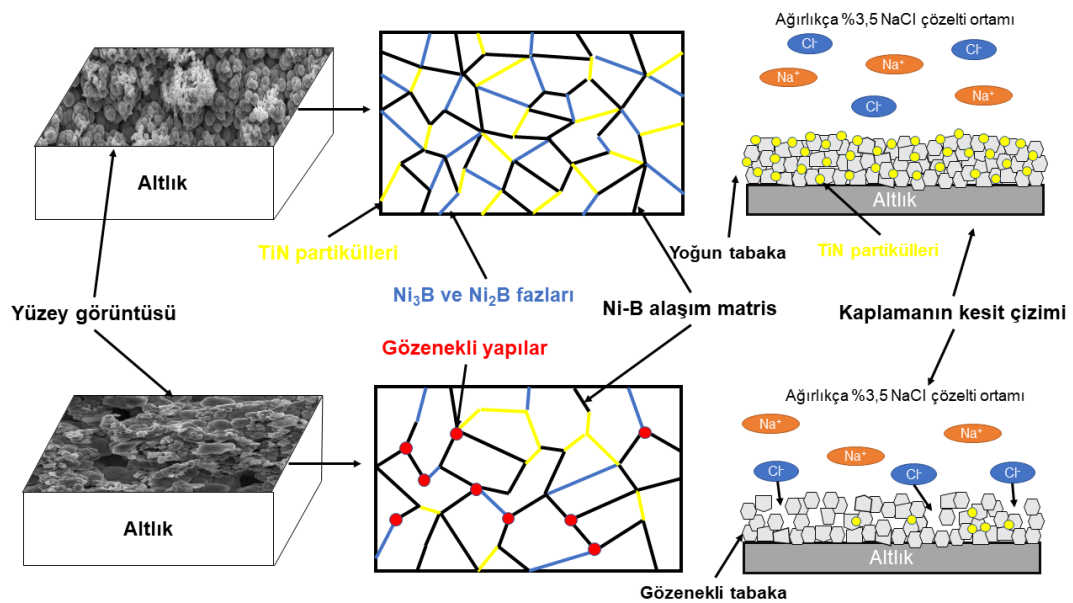 Ağırlıkça %3,5 NaCl çözelti ortamı
Cl-
Cl-
Na+
Na+
Na+
Cl-
Altlık
Altlık
TiN partikülleri
Yoğun tabaka
TiN partikülleri
Ni3B ve Ni2B fazları
Ni-B alaşım matris
Yüzey görüntüsü
Kaplamanın kesit çizimi
Gözenekli yapılar
Ağırlıkça %3,5 NaCl çözelti ortamı
Na+
Na+
Na+
Cl-
Cl-
Cl-
Altlık
Altlık
Gözenekli tabaka